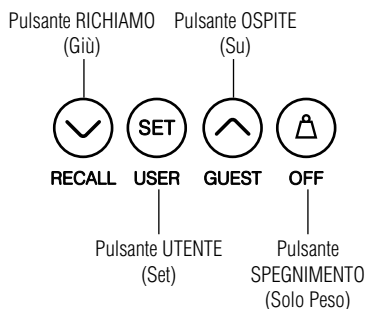 Pulsante RICHIAMO
(Giù)
Pulsante OSPITE
(Su)
SET
RECALL USER GUEST OFF
Pulsante UTENTE
(Set)
Pulsante
SPEGNIMENTO
(Solo Peso)